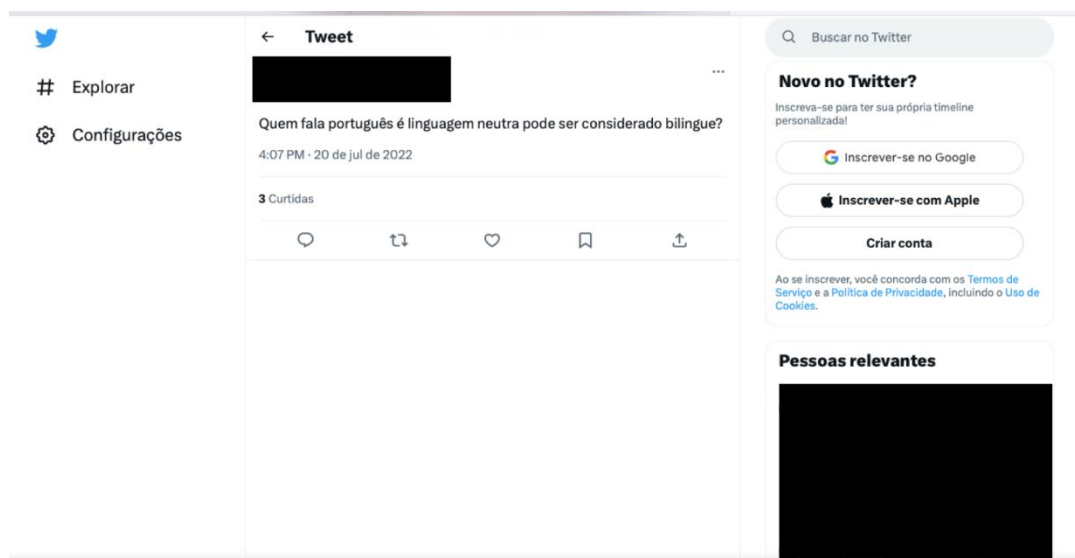 Explorar
Configurações
Tweet
Quem fala português é linguagem neutra pode ser considerado bilingue?
4:07 PM · 20 de jul de 2022
3 Curtidas
Buscar no Twitter
Novo no Twitter?
Inscreva-se para ter sua própria timeline
personalizada!
Inscrever-se no Google
Inscrever-se com Apple
Criar conta
Ao se inscrever, você concorda com os Termos de
Serviço e a Política de Privacidade, incluindo o Uso de
Cookies.
Pessoas relevantes